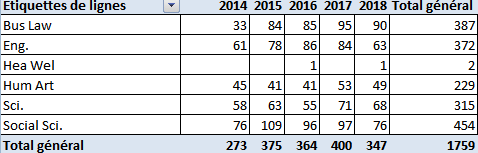 Etiquettes de lignes 2014 2015 2016 2017 2018 Total général
Bus Law 33 84 85 95 90 387
Eng. 61 78 86 84 63 372
Hea Wel 1 1 2
Hum Art 45 41 41 53 49 229
Sci. 58 63 55 71 68 315
Social Sci. 76 109 96 97 76 454
Total général 273 375 364 400 347 1759